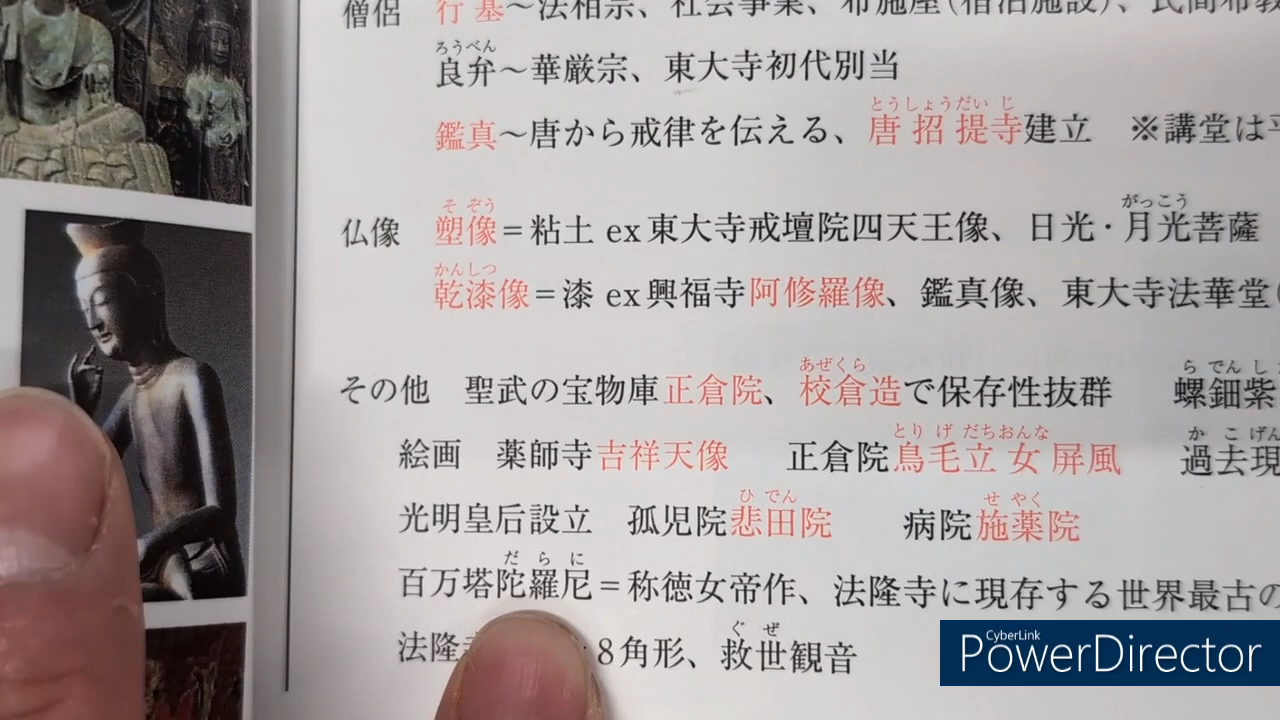 僧侶 行基～法相宗、社会事業、布施屋(宿泊施設)、民間布教
ろうべん
良弁～華厳宗、東大寺初代別当
とうしょうだいじ
鑑真～唐から戒律を伝える、唐招提寺建立 ※講堂は平
そぞう がっこう
仏像 塑像＝粘土 ex東大寺戒壇院四天王像、日光・月光菩薩
かんしつ
乾漆像＝漆 ex興福寺阿修羅像、鑑真像、東大寺法華堂(
あぜくら らでんし
その他 聖武の宝物庫正倉院、校倉造で保存性抜群 螺鈿紫
とりげだちおんな かこげん
絵画 薬師寺吉祥天像 正倉院鳥毛立女屏風 過去現
ひでん せやく
光明皇后設立 孤児院悲田院 病院施薬院
だらに
百万塔陀羅尼＝称徳女帝作、法隆寺に現存する世界最古の
ぐぜ
法隆 8角形、救世観音
CyberLink
PowerDirector